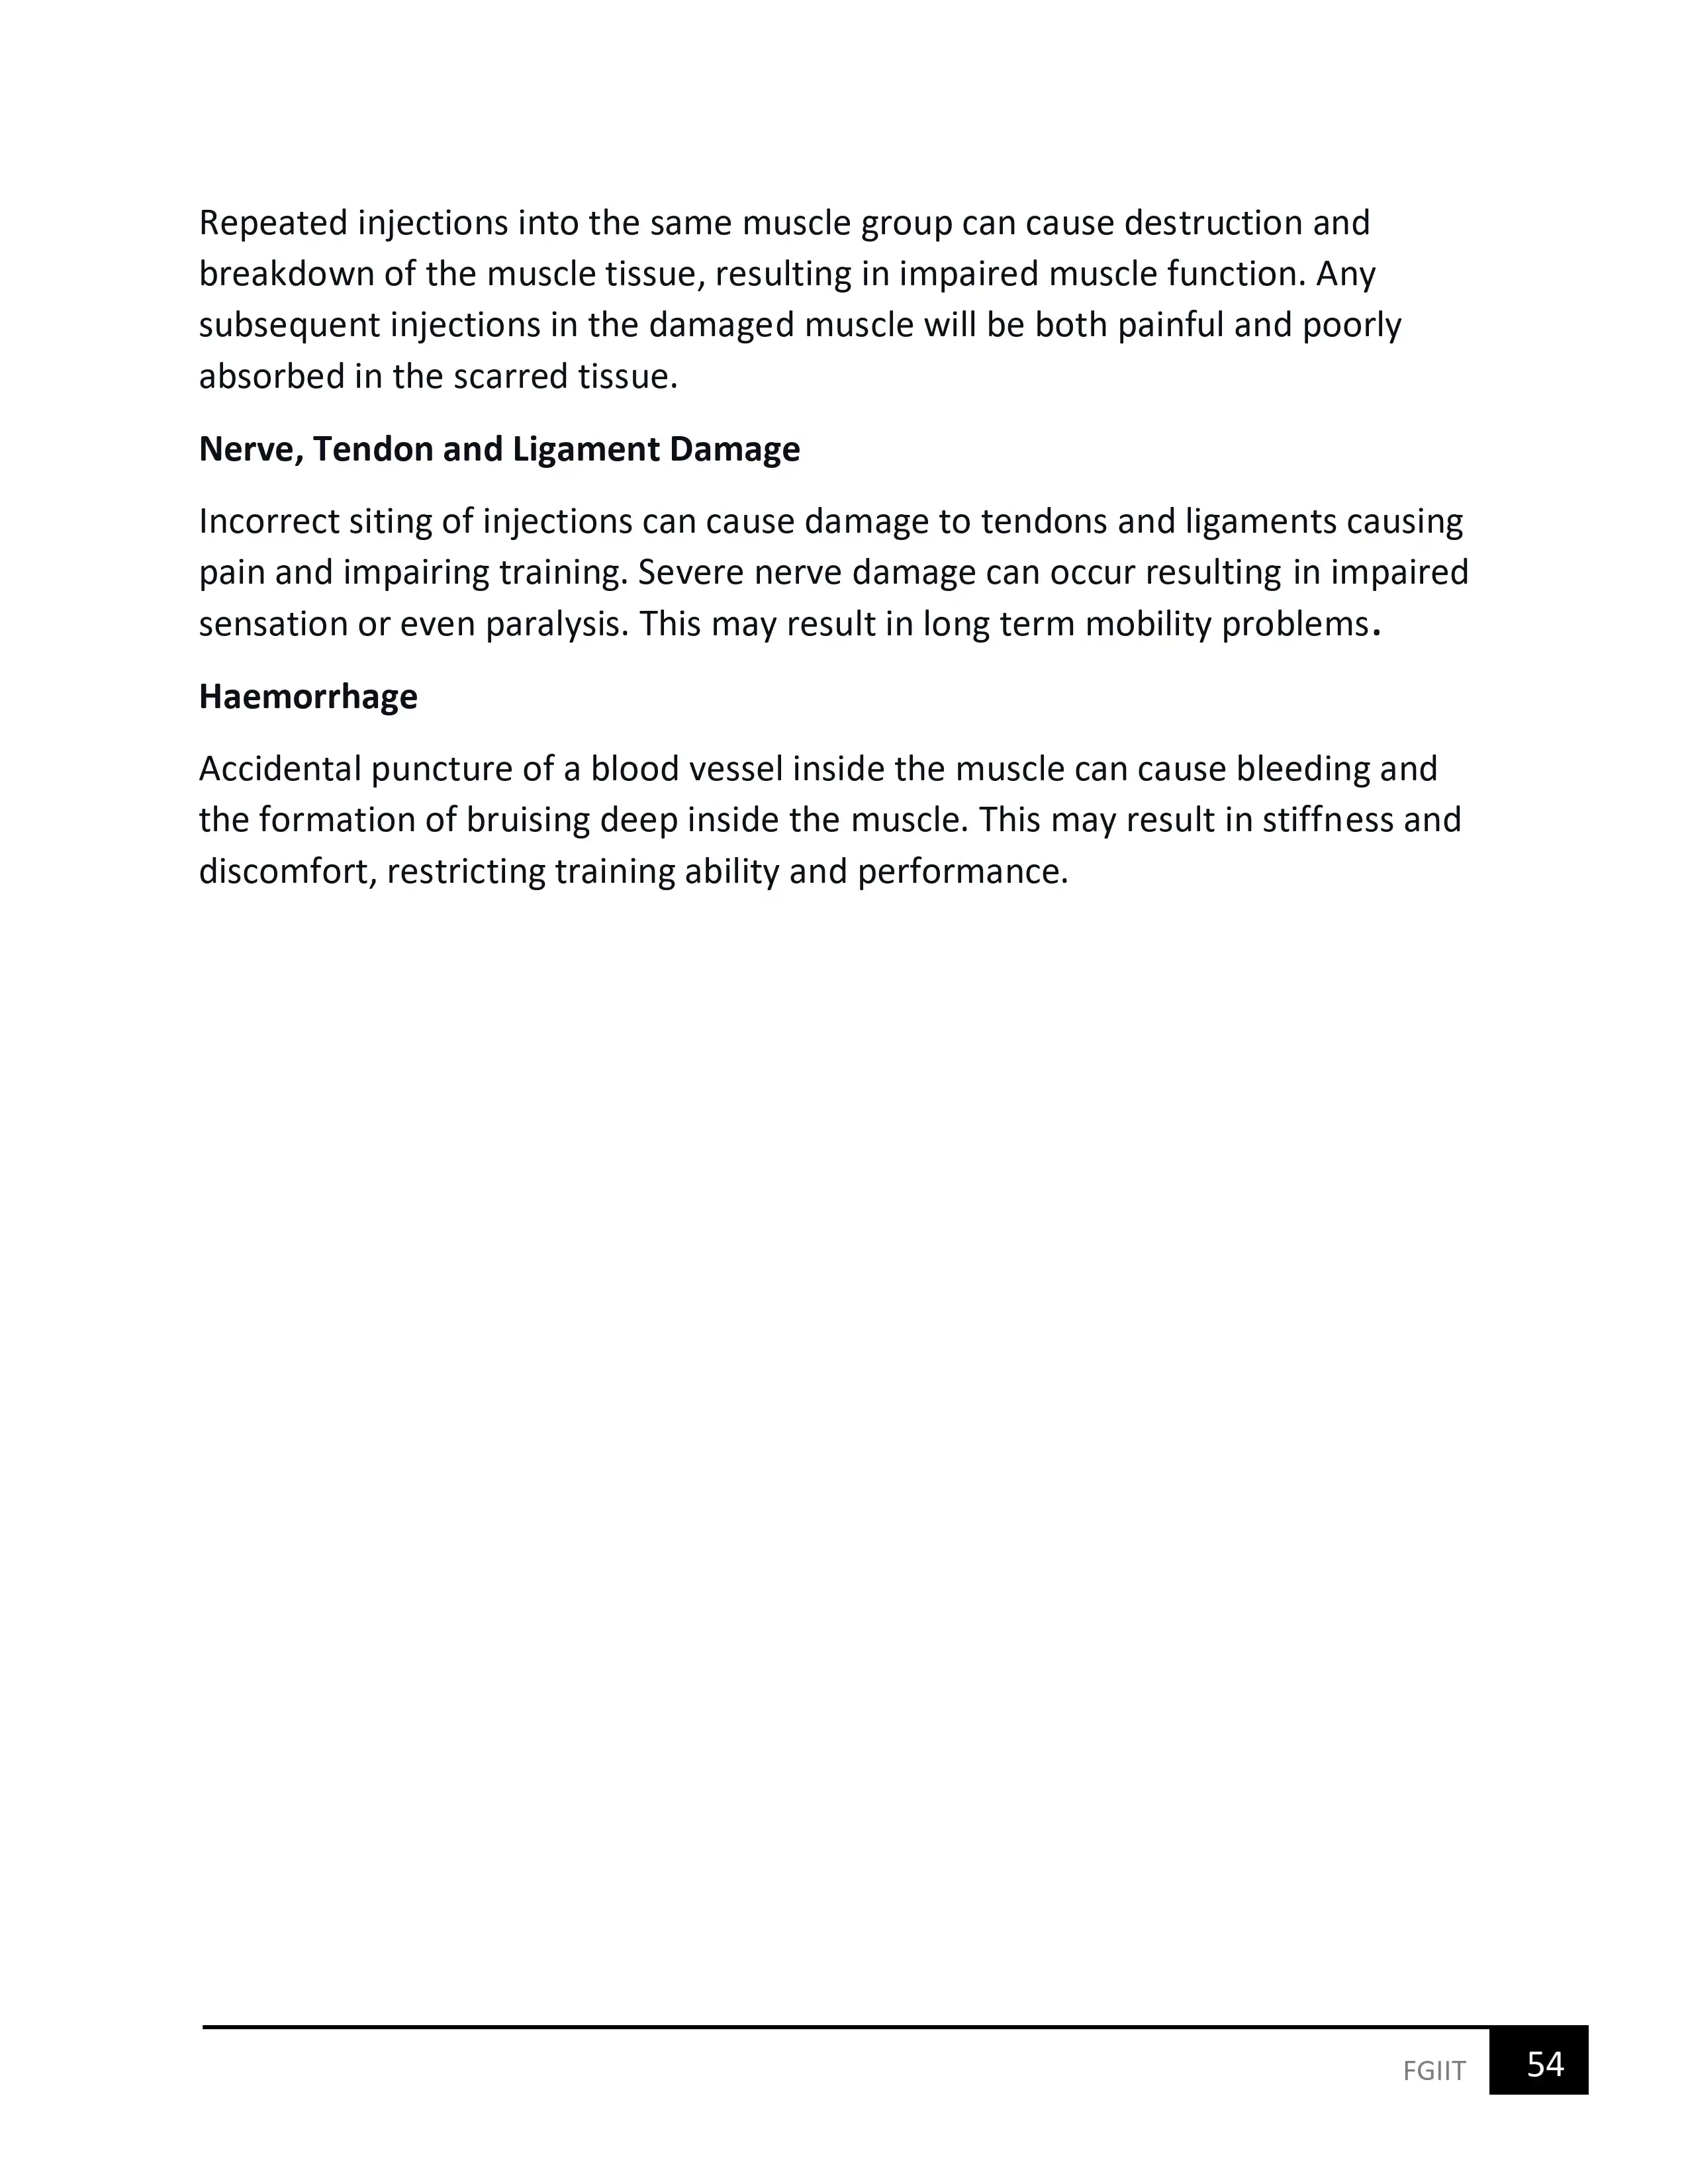 Repeated injections into the same muscle group can cause destruction and
breakdown of the muscle tissue, resulting in impaired muscle function. Any
subsequent injections in the damaged muscle will be both painful and poorly
absorbed in the scarred tissue.
Nerve, Tendon and Ligament Damage
Incorrect siting of injections can cause damage to tendons and ligaments causing
pain and impairing training. Severe nerve damage can occur resulting in impaired
sensation or even paralysis. This may result in long term mobility problems.
Haemorrhage
Accidental puncture of a blood vessel inside the muscle can cause bleeding and
the formation of bruising deep inside the muscle. This may result in stiffness and
discomfort, restricting training ability and performance.
FGIIT 54